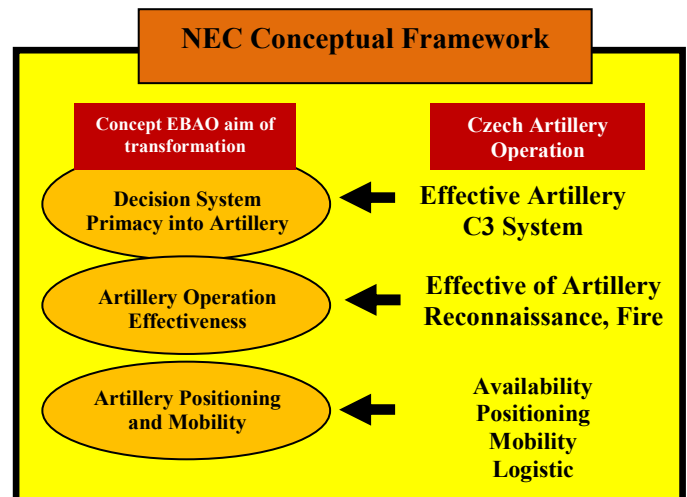 NEC Conceptual Framework
Concept EBAO aim of
transformation
Czech Artillery
Operation
Decision System
Primacy into Artillery
Effective Artillery
C3 System
Artillery Operation
Effectiveness
Effective of Artillery
Reconnaissance, Fire
Artillery Positioning
and Mobility
Availability
Positioning
Mobility
Logistic